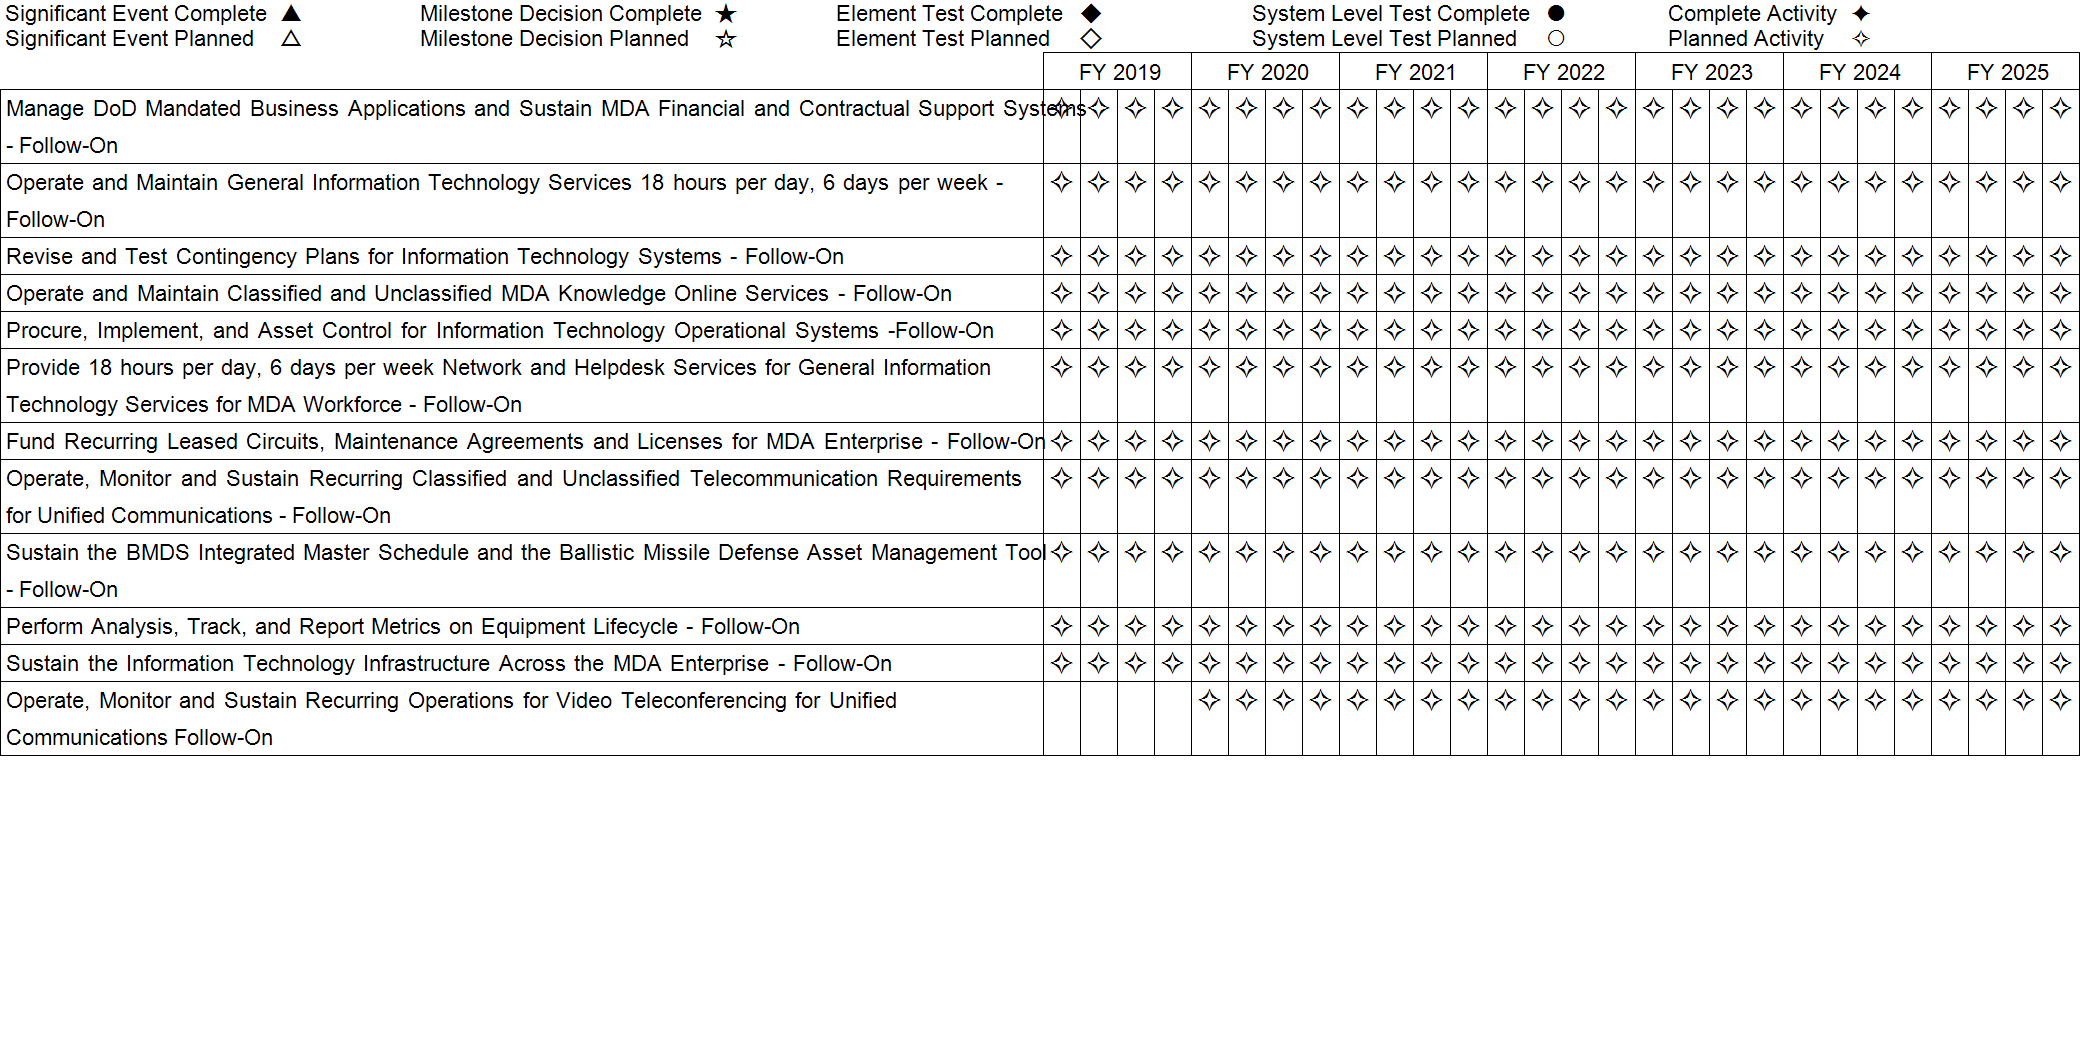 Significant Event Complete ▲ Milestone Decision Complete ★ Element Test Complete ◆ System Level Test Complete ● Complete Activity ✦
Significant Event Planned △ Milestone Decision Planned ☆ Element Test Planned ◇ System Level Test Planned ○ Planned Activity ✧
FY 2019 FY 2020 FY 2021 FY 2022 FY 2023 FY 2024 FY 2025
Manage DoD Mandated Business Applications and Sustain MDA Financial and Contractual Support Systems
- Follow-On
Operate and Maintain General Information Technology Services 18 hours per day, 6 days per week -
Follow-On
Revise and Test Contingency Plans for Information Technology Systems - Follow-On
Operate and Maintain Classified and Unclassified MDA Knowledge Online Services - Follow-On
Procure, Implement, and Asset Control for Information Technology Operational Systems -Follow-On
Provide 18 hours per day, 6 days per week Network and Helpdesk Services for General Information
Technology Services for MDA Workforce - Follow-On
Fund Recurring Leased Circuits, Maintenance Agreements and Licenses for MDA Enterprise - Follow-On
Operate, Monitor and Sustain Recurring Classified and Unclassified Telecommunication Requirements
for Unified Communications - Follow-On
Sustain the BMDS Integrated Master Schedule and the Ballistic Missile Defense Asset Management Tool
- Follow-On
Perform Analysis, Track, and Report Metrics on Equipment Lifecycle - Follow-On
Sustain the Information Technology Infrastructure Across the MDA Enterprise - Follow-On
Operate, Monitor and Sustain Recurring Operations for Video Teleconferencing for Unified
Communications Follow-On